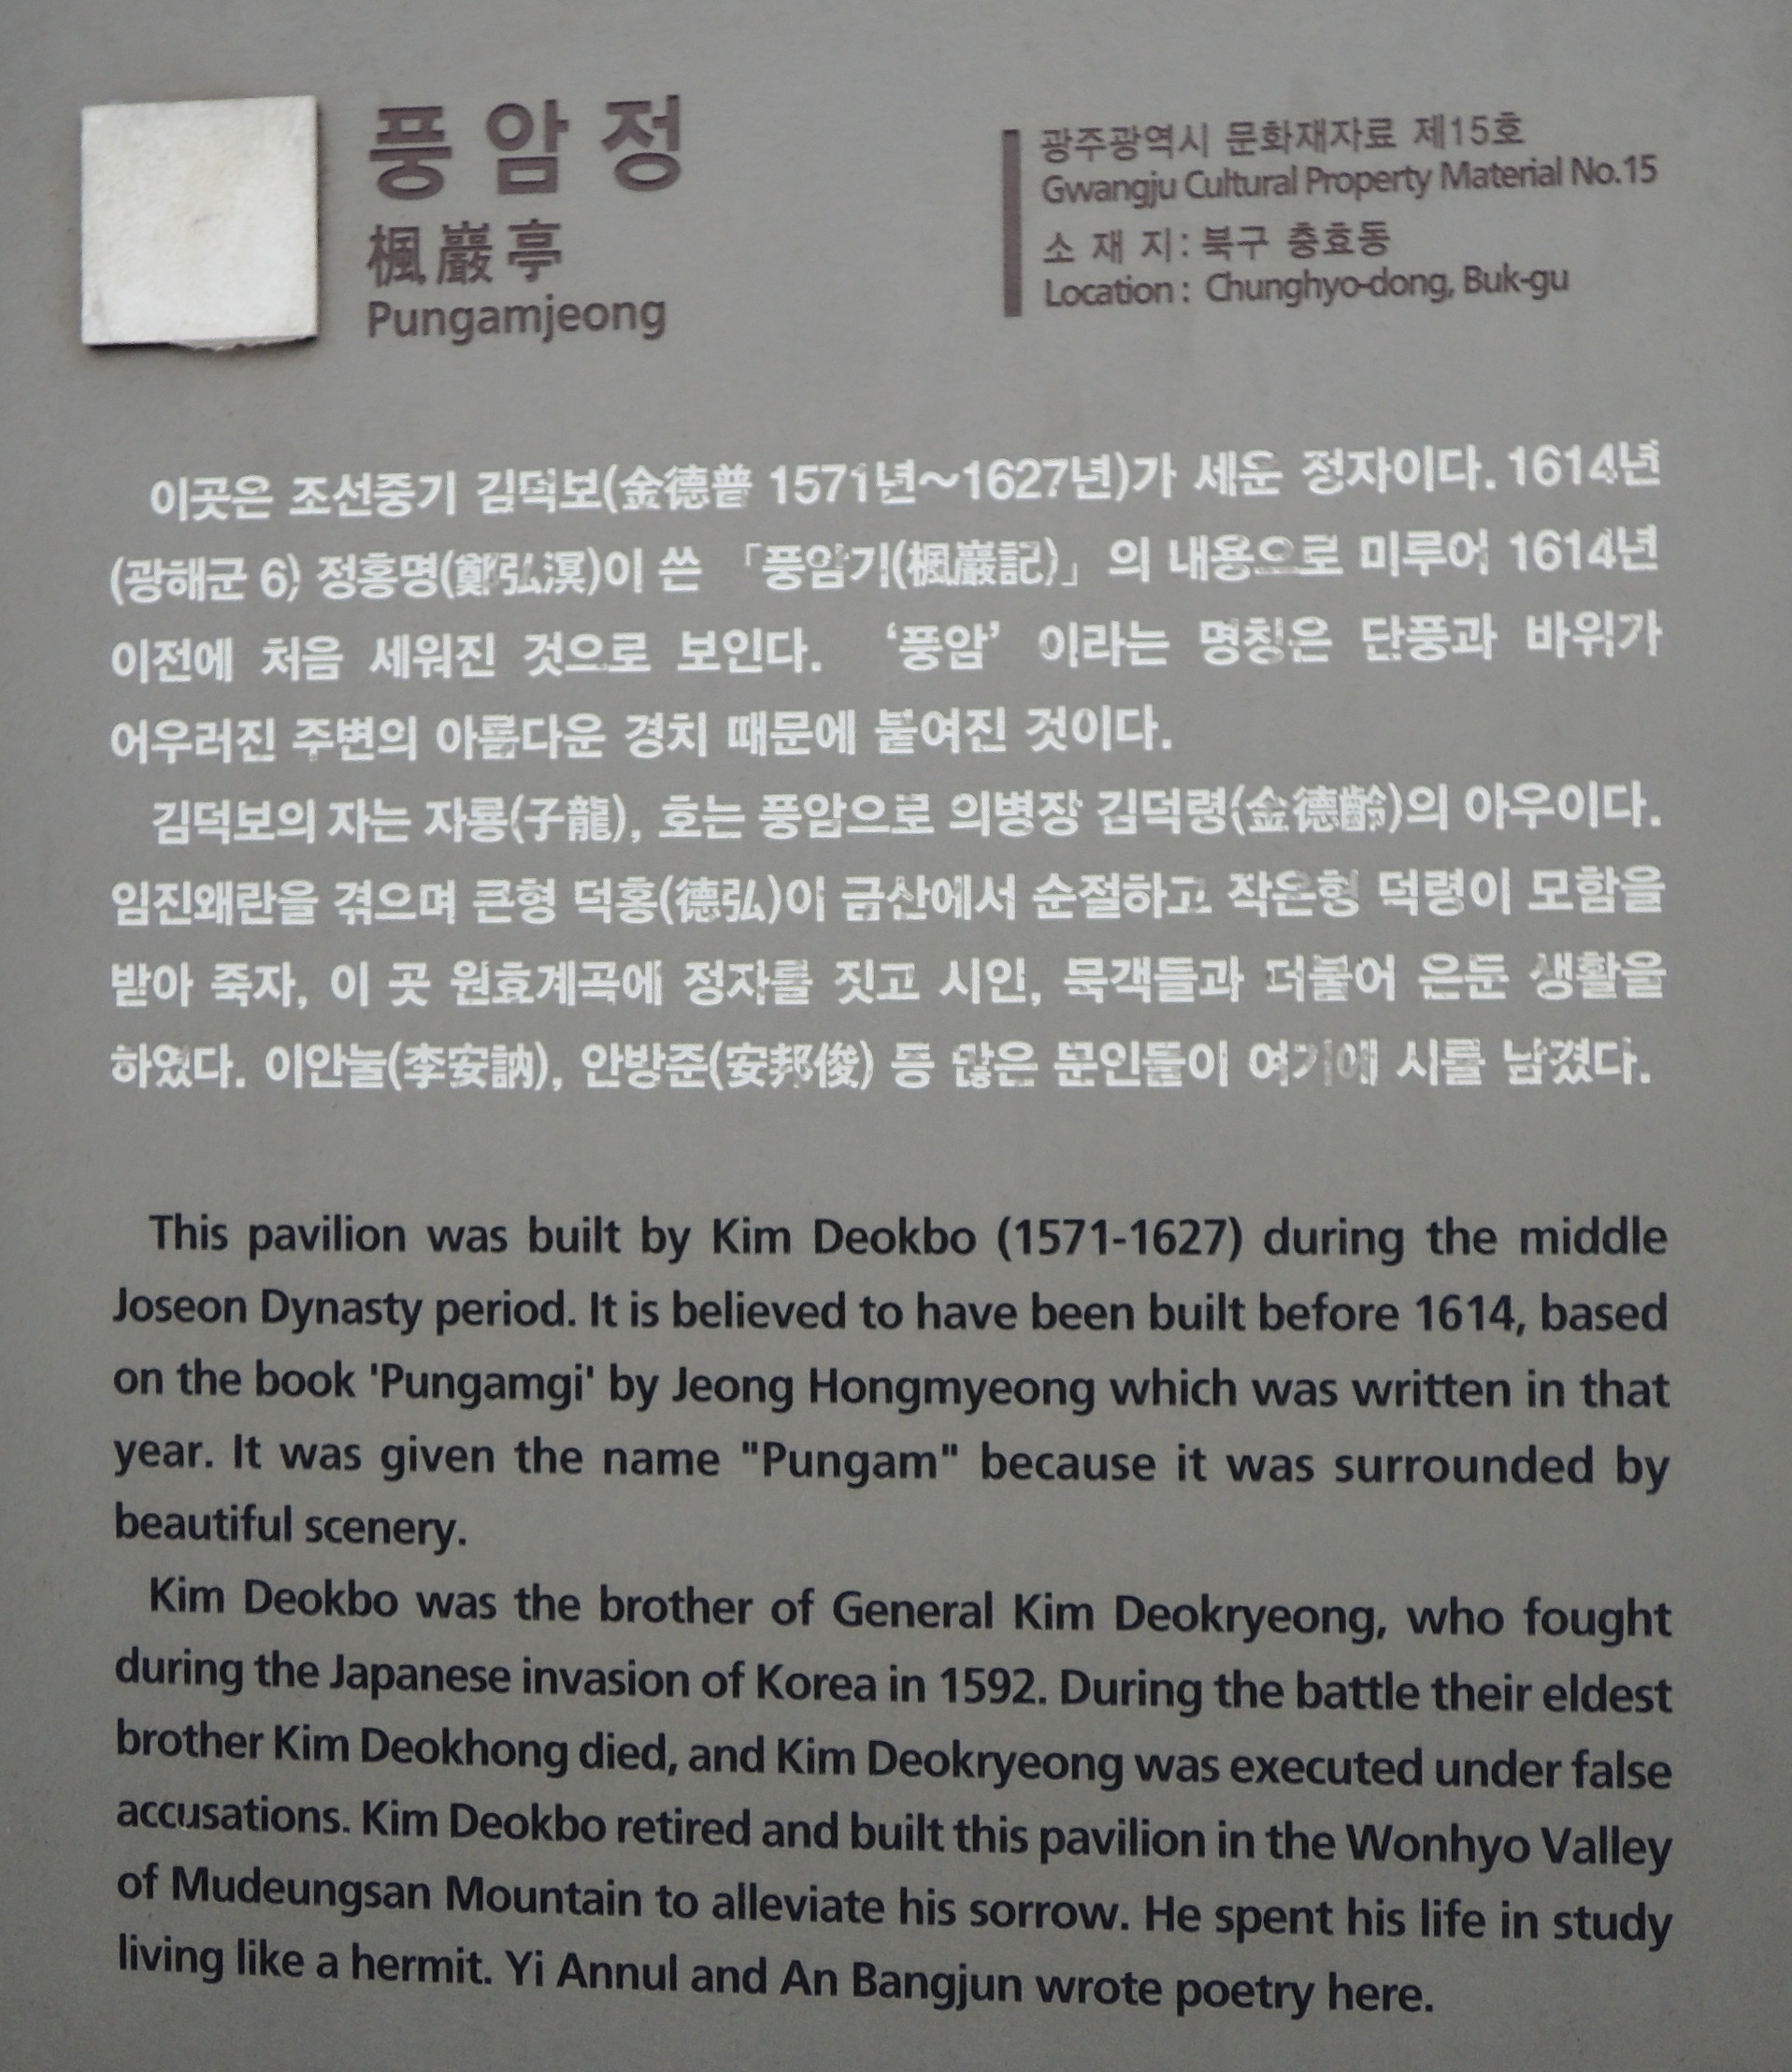 풍암정
楓巖亭
Pungamjeong
광주광역시 문화재자료 제15호
Gwangju Cultural Property Material No.15
소 재 지 : 북구 충효동
Location : Chunghyo-dong, Buk-gu
이곳은 조선중기 김덕보(金德普 1571년~1627년)가 세운 정자이다. 1614년
(광해군 6) 정홍명(鄭弘溟)이 쓴 「풍암기(楓巖記)」의 내용으로 미루어 1614년
이전에 처음 세워진 것으로 보인다. ‘풍암’ 이라는 명칭은 단풍과 바위가
어우러진 주변의 아름다운 경치 때문에 붙여진 것이다.
김덕보의 자는 자룡(子龍), 호는 풍암으로 의병장 김덕령(金德齡)의 아우이다.
임진왜란을 겪으며 큰형 덕홍(德弘)이 금산에서 순절하고 작은형 덕령이 모함을
받아 죽자, 이 곳 원효계곡에 정자를 짓고 시인, 묵객들과 더불어 은둔 생활을
하였다. 이안눌(李安訥), 안방준(安邦俊) 등 많은 문인들이 여기에 시를 남겼다.
This pavilion was built by Kim Deokbo (1571-1627) during the middle
Joseon Dynasty period. It is believed to have been built before 1614, based
on the book 'Pungamgi' by Jeong Hongmyeong which was written in that
year. It was given the name "Pungam" because it was surrounded by
beautiful scenery.
Kim Deokbo was the brother of General Kim Deokryeong, who fought
during the Japanese invasion of Korea in 1592. During the battle their eldest
brother Kim Deokhong died, and Kim Deokryeong was executed under false
accusations. Kim Deokbo retired and built this pavilion in the Wonhyo Valley
of Mudeungsan Mountain to alleviate his sorrow. He spent his life in study
living like a hermit. Yi Annul and An Bangjun wrote poetry here.